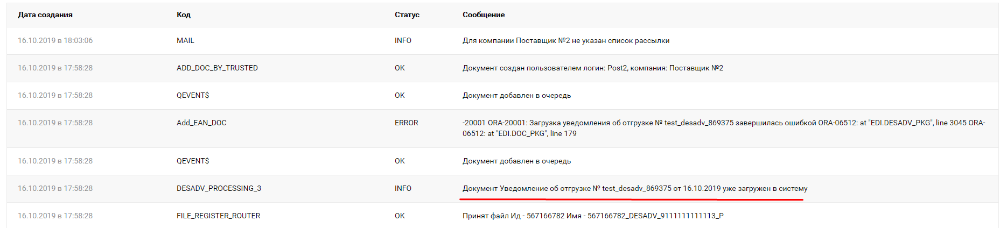 Дата создания Код Статус Сообщение
16.10.2019 в 18:03:06 MAIL INFO Для компании Поставщик №2 не указан список рассылки
16.10.2019 в 17:58:28 ADD_DOC_BY_TRUSTED OK Документ создан пользователем логин: Post2, компания: Поставщик №2
16.10.2019 в 17:58:28 QEVENT$ OK Документ добавлен в очередь
16.10.2019 в 17:58:28 Add_EAN_DOC ERROR -20001 ORA-20001: Загрузка уведомления об отгрузке № test_desadv_869375 завершилась ошибкой ORA-06512: at "EDI.DESADV_PKG", line 3045 ORA-
06512: at "EDI.DOC_PKG", line 179
16.10.2019 в 17:58:28 QEVENT$ OK Документ добавлен в очередь
16.10.2019 в 17:58:28 DESADV_PROCESSING_3 INFO Документ Уведомление об отгрузке № test_desadv_869375 от 16.10.2019 уже загружен в систему
16.10.2019 в 17:58:28 FILE_REGISTER_ROUTER OK Принят файл Ид - 567166782 Имя - 567166782_DESADV_9111111111113_P